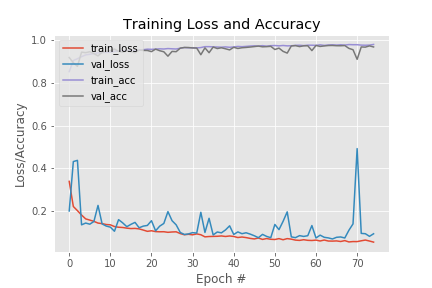 Training Loss and Accuracy
1.0
0.8
0.6
0.4
0.2
Loss/Accuracy
train_loss
val_loss
train_acc
val_acc
0 10 20 30 40 50 60 70
Epoch #